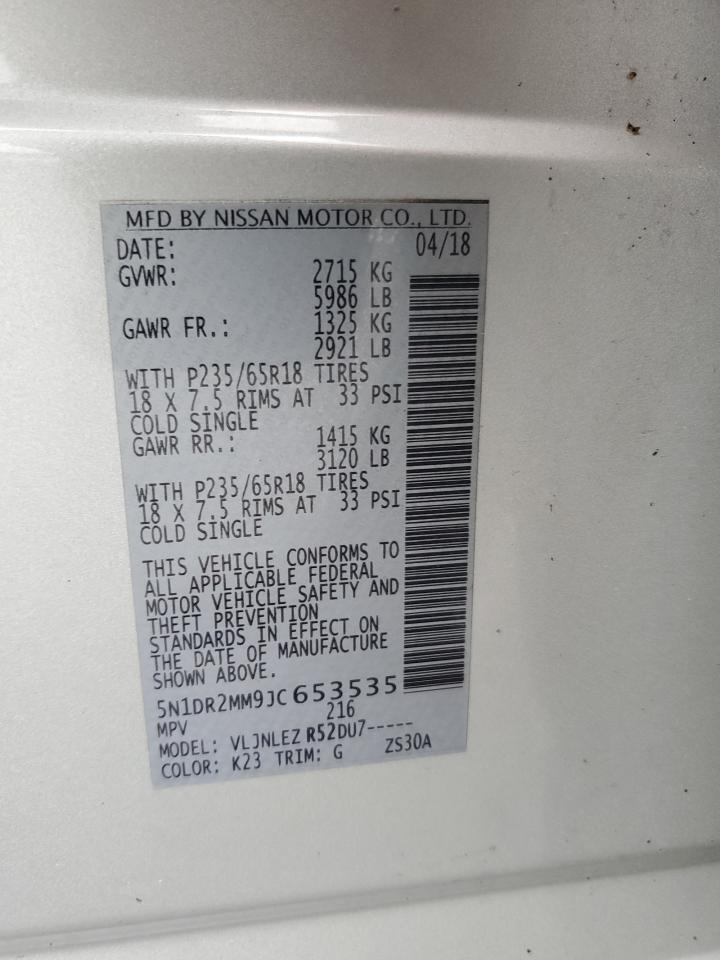 MFD BY NISSAN MOTOR CO., LTD.
DATE: 04/18
GVWR: 2715 KG
5986 LB
GAWR FR.: 1325 KG
2921 LB
WITH P235/65R18 TIRES
18 X 7.5 RIMS AT 33 PSI
COLD SINGLE
GAWR RR.: 1415 KG
3120 LB
WITH P235/65R18 TIRES
18 X 7.5 RIMS AT 33 PSI
COLD SINGLE
THIS VEHICLE CONFORMS TO
ALL APPLICABLE FEDERAL
MOTOR VEHICLE SAFETY AND
THEFT PREVENTION
STANDARDS IN EFFECT ON
THE DATE OF MANUFACTURE
SHOWN ABOVE.
5N1DR2MM9JC653535
MPV 216
MODEL: VLJNLEZ R52DU7-----
COLOR: K23 TRIM: G ZS30A